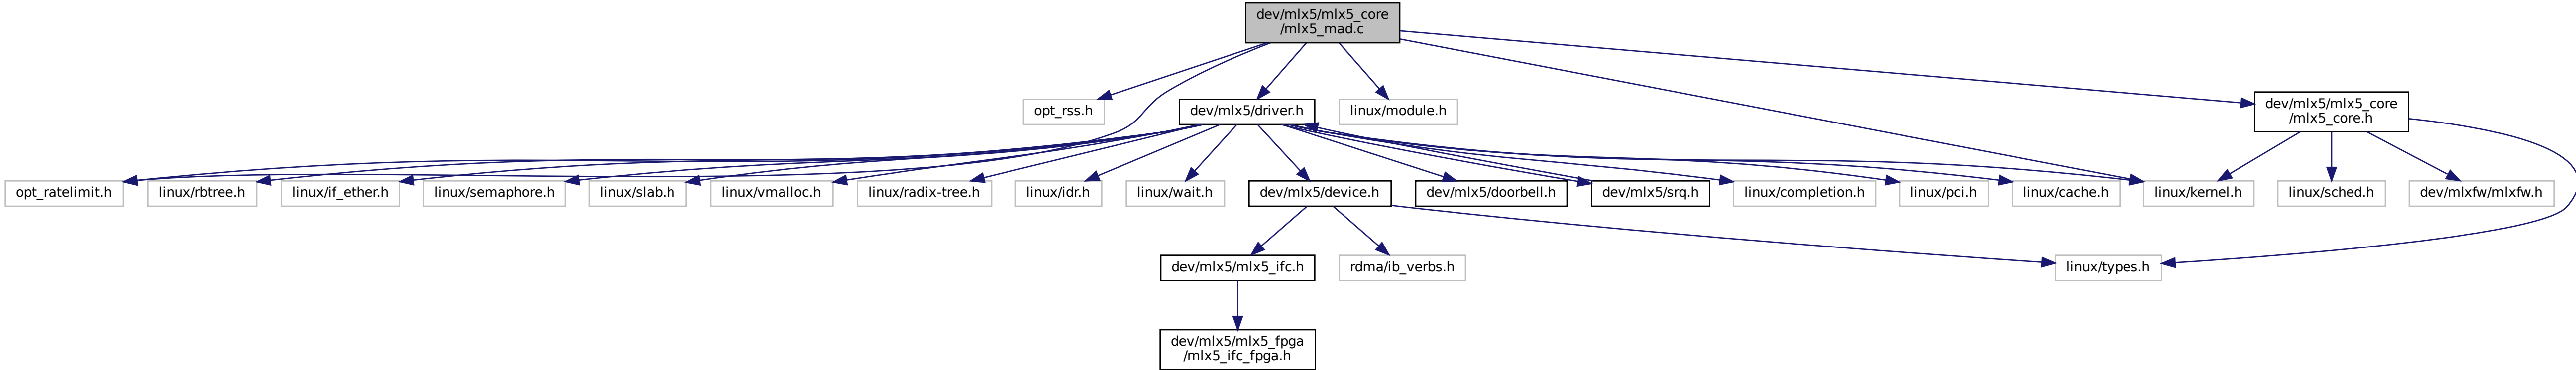 dev/mlx5/mlx5_core
/mlx5_mad.c
opt_rss.h
dev/mlx5/driver.h
linux/module.h
dev/mlx5/mlx5_core
/mlx5_core.h
opt_ratelimit.h
linux/rbtree.h
linux/if_ether.h
linux/semaphore.h
linux/slab.h
linux/vmalloc.h
linux/radix-tree.h
linux/idr.h
linux/wait.h
dev/mlx5/device.h
dev/mlx5/doorbell.h
dev/mlx5/srq.h
linux/completion.h
linux/pci.h
linux/cache.h
linux/kernel.h
linux/sched.h
dev/mlxfw/mlxfw.h
dev/mlx5/mlx5_ifc.h
rdma/ib_verbs.h
linux/types.h
dev/mlx5/mlx5_fpga
/mlx5_ifc_fpga.h